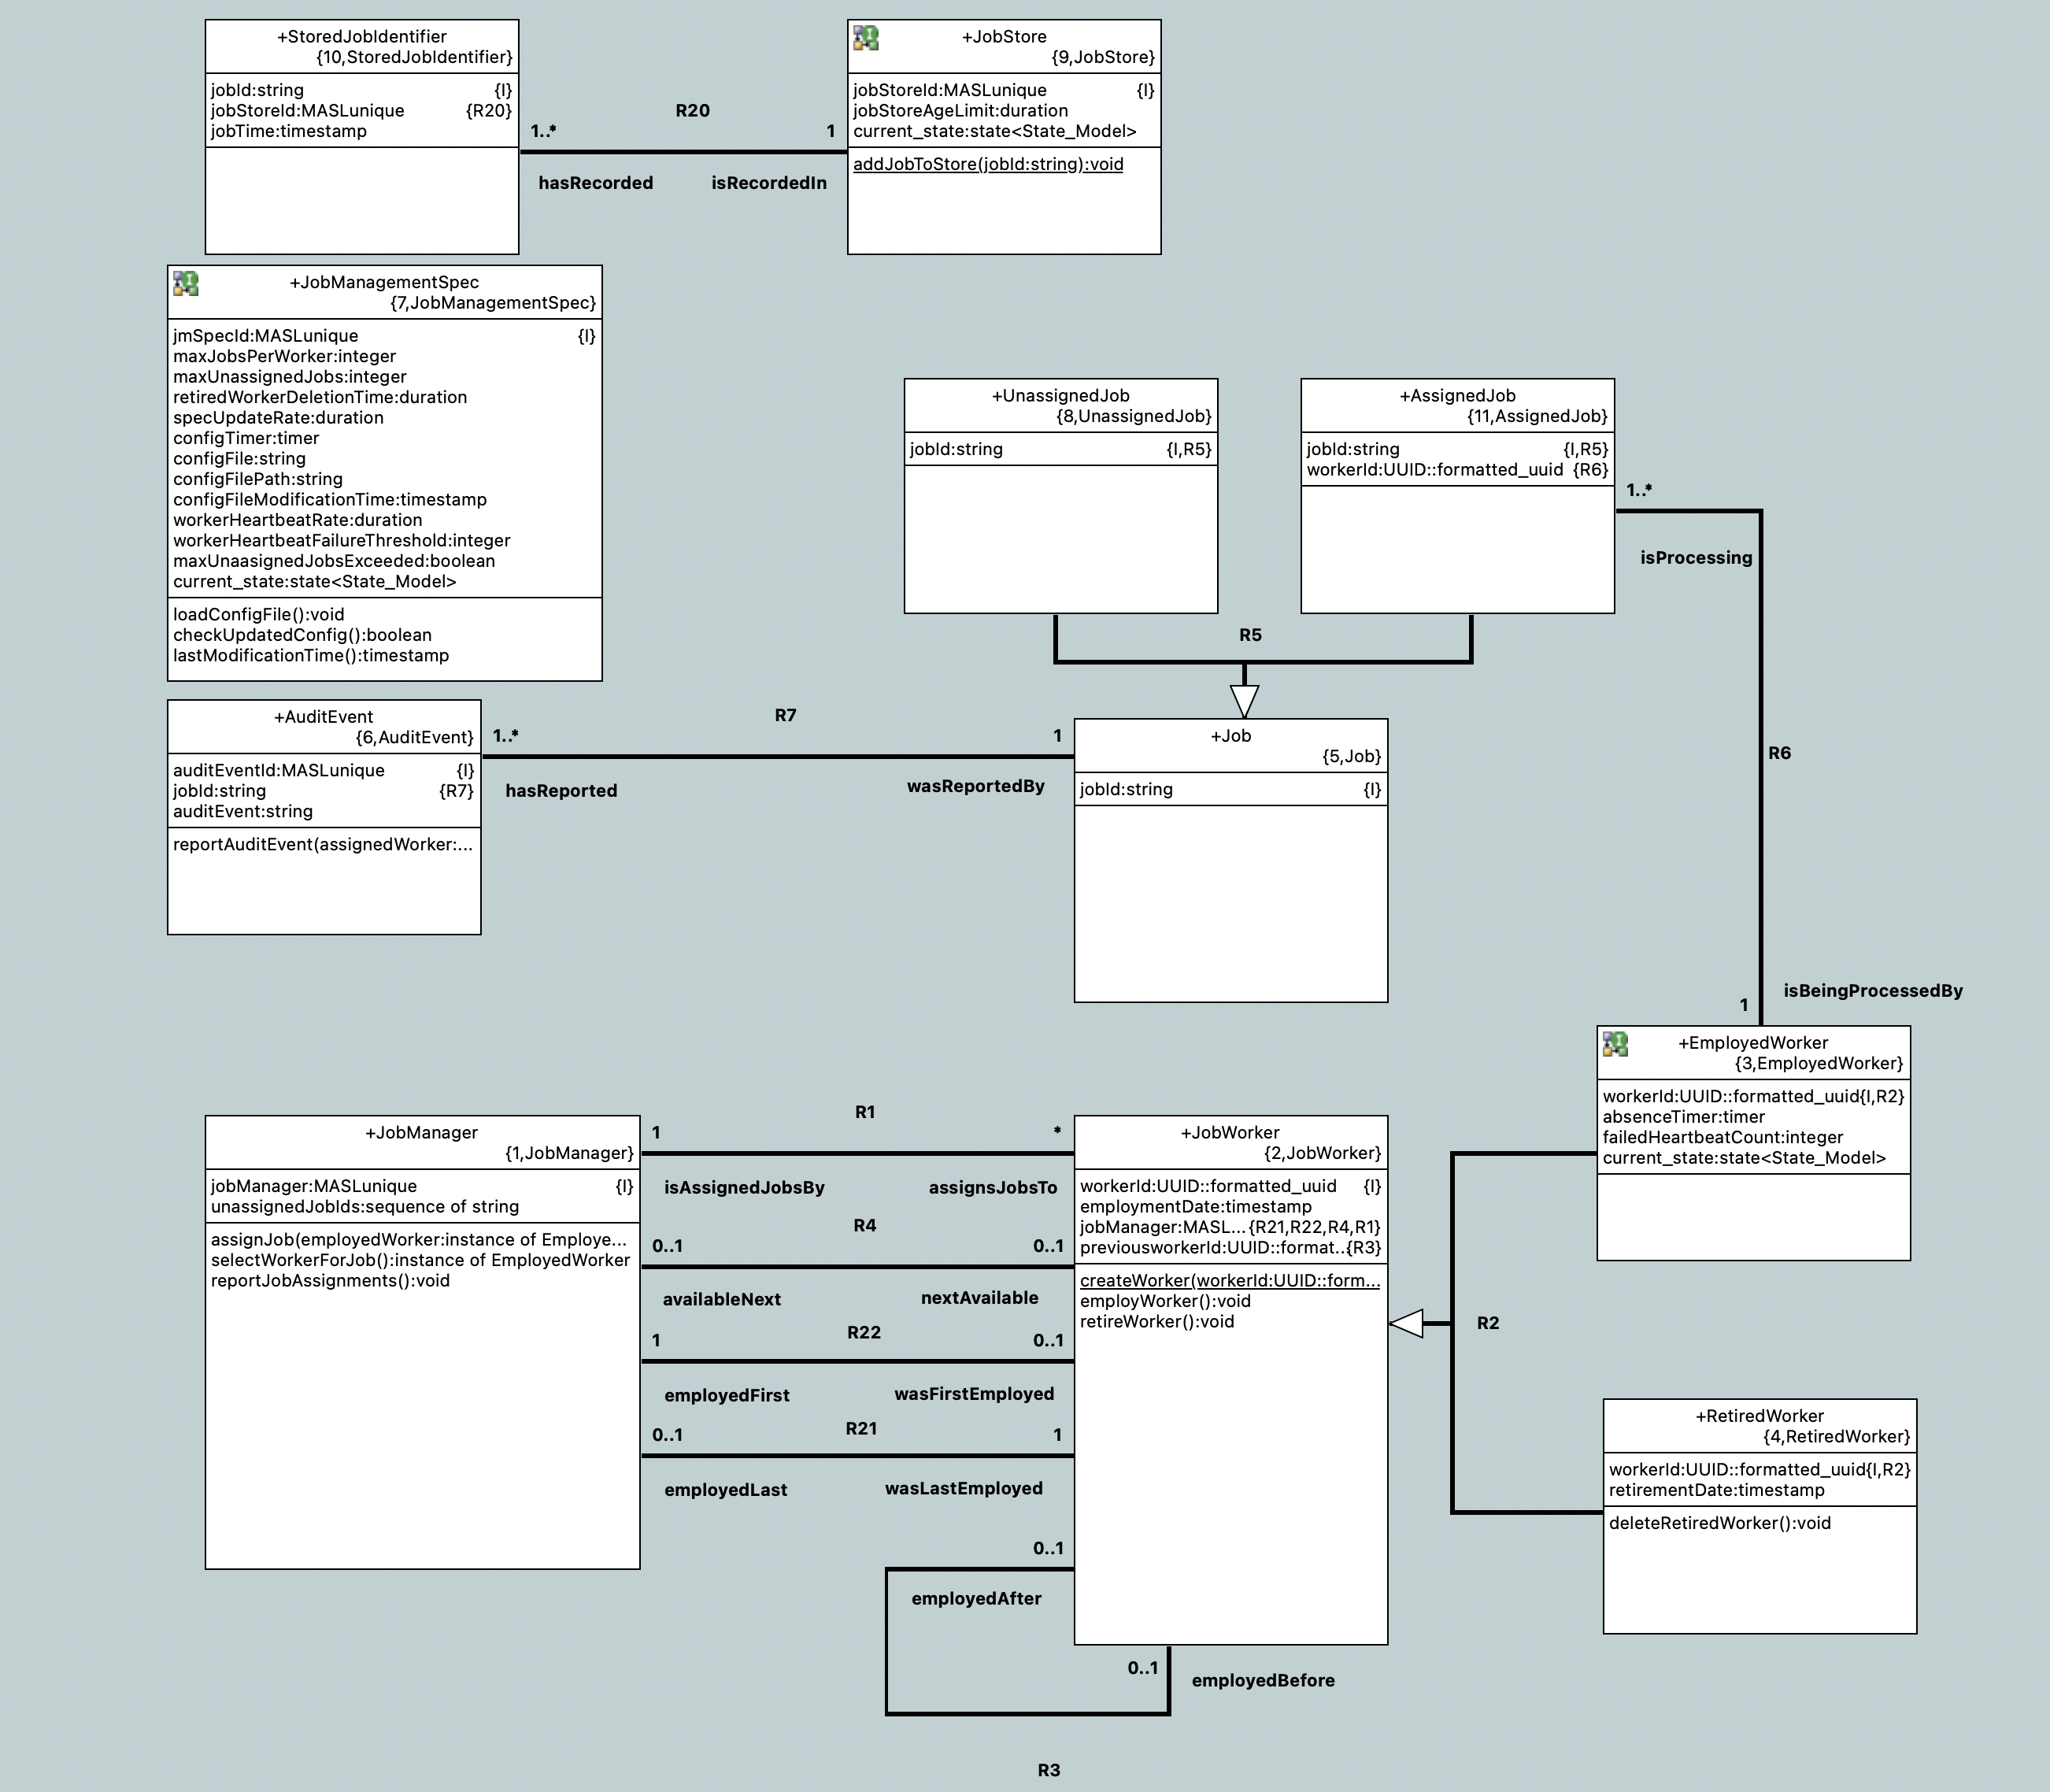 +StoredJobIdentifier
{10,StoredJobIdentifier}
jobId:string {I}
jobStoreId:MASLunique {R20}
jobTime:timestamp
R20
1..*
1
hasRecorded
isRecordedIn
+JobStore
{9,JobStore}
jobStoreId:MASLunique {I}
jobStoreAgeLimit:duration
current_state:state<State_Model>
addJobToStore(jobId:string):void
+JobManagementSpec
{7,JobManagementSpec}
jmSpecId:MASLunique {I}
maxJobsPerWorker:integer
maxUnassignedJobs:integer
retiredWorkerDeletionTime:duration
specUpdateRate:duration
configTimer:timer
configFile:string
configFilePath:string
configFileModificationTime:timestamp
workerHeartbeatRate:duration
workerHeartbeatFailureThreshold:integer
maxUnaasignedJobsExceeded:boolean
current_state:state<State_Model>
loadConfigFile():void
checkUpdatedConfig():boolean
lastModificationTime():timestamp
+UnassignedJob
{8,UnassignedJob}
jobId:string {I,R5}
+AssignedJob
{11,AssignedJob}
jobId:string {I,R5}
workerId:UUID::formatted_uuid {R6}
1..*
isProcessing
R5
R6
isBeingProcessedBy
1
+AuditEvent
{6,AuditEvent}
auditEventId:MASLunique {I}
jobId:string {R7}
auditEvent:string
reportAuditEvent(assignedWorker:...
R7
1..*
1
hasReported
wasReportedBy
+Job
{5,Job}
jobId:string {I}
+EmployedWorker
{3,EmployedWorker}
workerId:UUID::formatted_uuid{I,R2}
absenceTimer:timer
failedHeartbeatCount:integer
current_state:state<State_Model>
+JobManager
{1,JobManager}
jobManager:MASLunique {I}
unassignedJobIds:sequence of string
assignJob(employedWorker:instance of Employe...
selectWorkerForJob():instance of EmployedWorker
reportJobAssignments():void
R1
1
*
isAssignedJobsBy
assignsJobsTo
R4
0..1
0..1
availableNext
nextAvailable
R22
1
0..1
employedFirst
wasFirstEmployed
R21
0..1
1
employedLast
wasLastEmployed
+JobWorker
{2,JobWorker}
workerId:UUID::formatted_uuid {I}
employmentDate:timestamp
jobManager:MASL...{R21,R22,R4,R1}
previousworkerId:UUID::format...{R3}
createWorker(workerId:UUID::form...
employWorker():void
retireWorker():void
R2
+RetiredWorker
{4,RetiredWorker}
workerId:UUID::formatted_uuid{I,R2}
retirementDate:timestamp
deleteRetiredWorker():void
0..1
employedAfter
0..1
employedBefore
R3